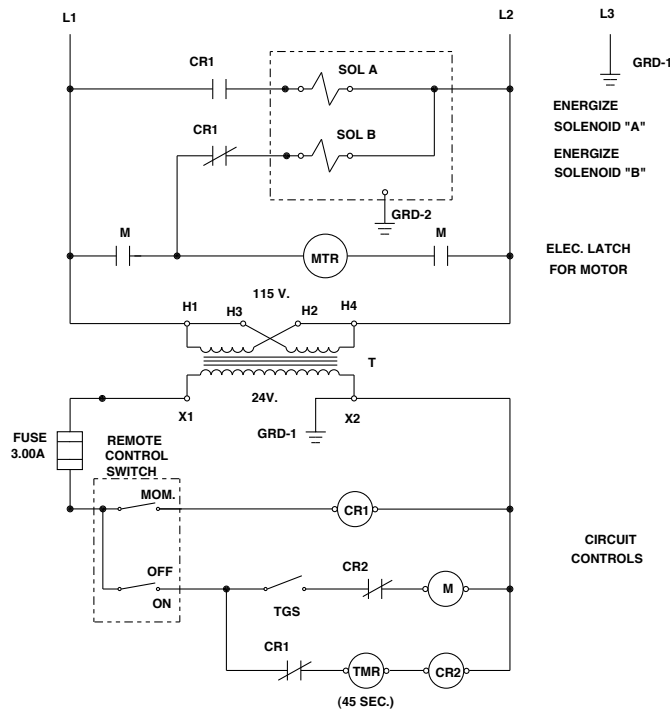 L1
L2
L3
CR1
SOL A
GRD-1
ENERGIZE
SOLENOID "A"
CR1
SOL B
ENERGIZE
SOLENOID "B"
GRD-2
M
MTR
M
ELEC. LATCH
FOR MOTOR
115 V.
H1
H3
H2
H4
T
24V.
X1
X2
GRD-1
FUSE
3.00A
REMOTE
CONTROL
SWITCH
MOM.
CR1
CIRCUIT
CONTROLS
OFF
ON
TGS
CR2
M
CR1
TMR
CR2
(45 SEC.)